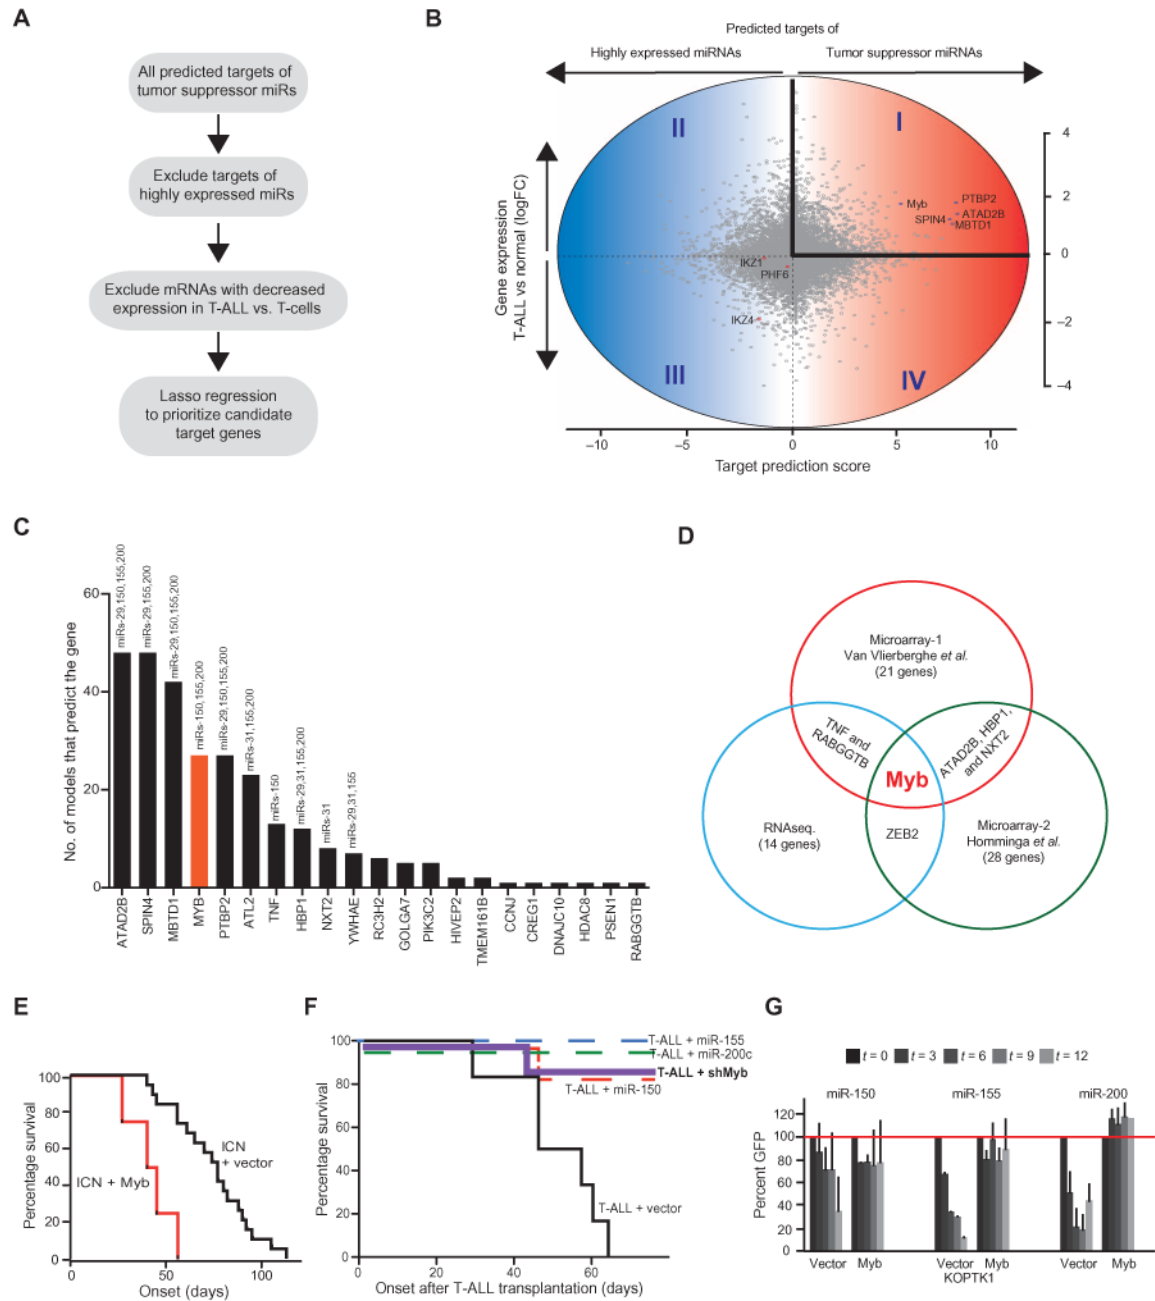 A
All predicted targets of
tumor suppressor miRs
Exclude targets of
highly expressed miRs
Exclude mRNAs with decreased
expression in T-ALL vs. T-cells
Lasso regression
to prioritize candidate
target genes
B
Predicted targets of
Highly expressed miRNAs
Tumor suppressor miRNAs
II
I
III
IV
Gene expression
T-ALL vs normal (logFC)
Myb
PTBP2
SPIN4
ATAD2B
MBTD1
IKZ1
PHF6
IKZ4
4
2
0
−2
−4
−10
−5
0
5
10
Target prediction score
C
No. of models that predict the gene
60
40
20
0
miRs-29,150,155,200
miRs-29,155,200
miRs-29,150,155,200
miRs-150,155,200
miRs-29,150,155,200
miRs-31,155,200
miRs-150
miRs-29,31,155,200
miRs-31
miRs-29,31,155
ATAD2B
SPIN4
MBTD1
MYB
PTBP2
ATL2
TNF
HBP1
NXT2
YWHAE
RC3H2
GOLGA7
PIK3C2
HIVEP2
TMEM161B
CCNJ
CREG1
DNAJC10
HDAC8
PSEN1
RABGGTB
D
Microarray-1
Van Vlierberghe et al.
(21 genes)
TNF and
RABGGTB
ATAD2B, HBP1,
and NXT2
Myb
RNAseq.
(14 genes)
ZEB2
Microarray-2
Homminga et al.
(28 genes)
E
Percentage survival
100
80
60
40
20
0
ICN
+ vector
ICN + Myb
0
50
100
Onset (days)
F
Percentage survival
100
80
60
40
20
0
T-ALL + miR-155
T-ALL + miR-200c
T-ALL + shMyb
T-ALL + miR-150
T-ALL + vector
0
20
40
60
Onset after T-ALL transplantation (days)
G
t = 0
t = 3
t = 6
t = 9
t = 12
miR-150
miR-155
miR-200
Percent GFP
120
100
80
60
40
20
0
Vector
Myb
Vector
Myb
Vector
Myb
KOPTK1